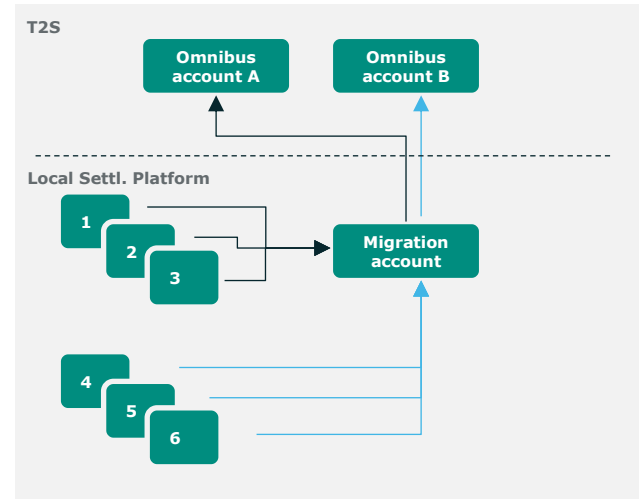 T2S
Omnibus
account A
Omnibus
account B
Local Settl. Platform
1
2
3
Migration
account
4
5
6